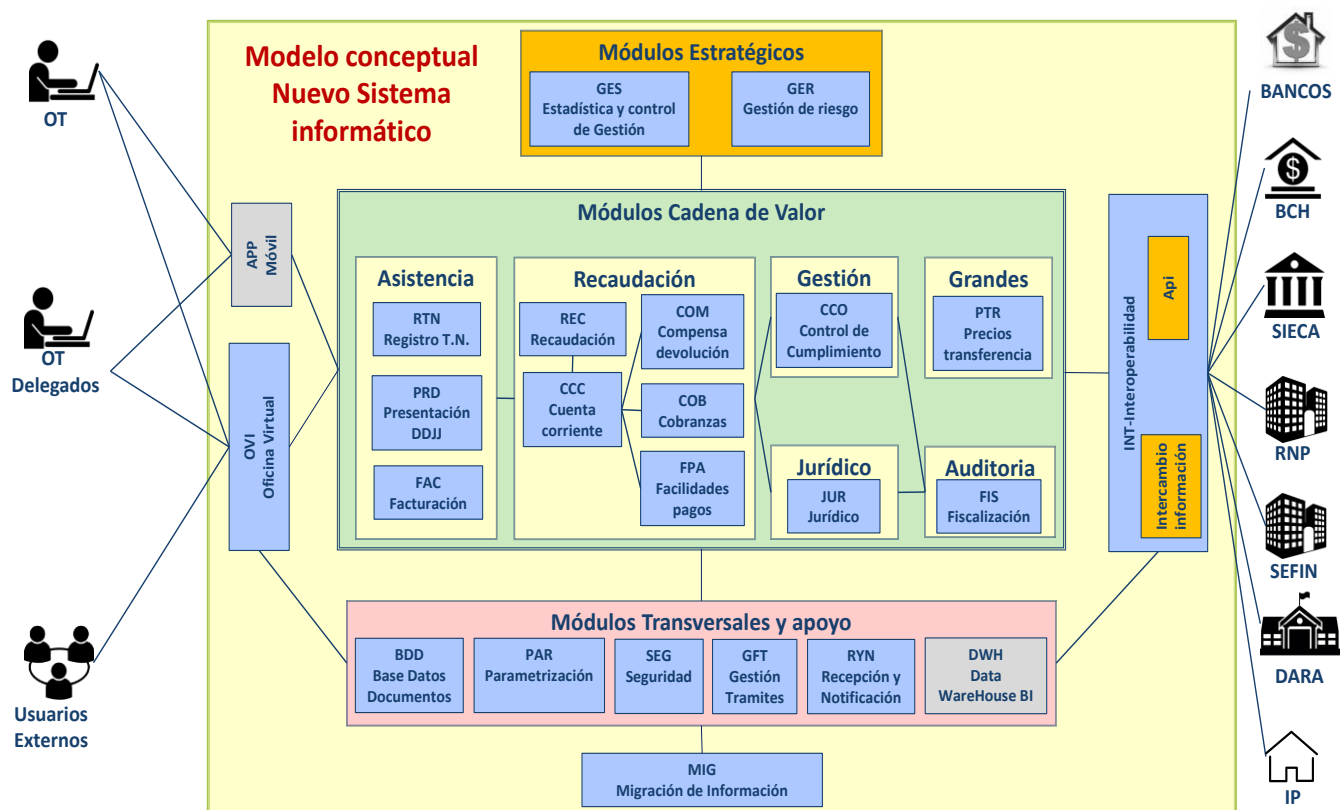 Modelo conceptual
Nuevo Sistema
informático
OT
OT
Delegados
Usuarios
Externos
APP
Móvil
OVI
Oficina Virtual
Módulos Estratégicos
GES
Estadística y control
de Gestión
GER
Gestión de riesgo
Módulos Cadena de Valor
Asistencia
RTN
Registro T.N.
PRD
Presentación
DDJJ
FAC
Facturación
Recaudación
REC
Recaudación
CCC
Cuenta
corriente
COM
Compensa
devolución
COB
Cobranzas
FPA
Facilidades
pagos
Gestión
CCO
Control de
Cumplimiento
Jurídico
JUR
Jurídico
Grandes
PTR
Precios
transferencia
Auditoria
FIS
Fiscalización
INT-Interoperabilidad
Api
Intercambio
información
Módulos Transversales y apoyo
BDD
Base Datos
Documentos
PAR
Parametrización
SEG
Seguridad
GFT
Gestión
Tramites
RYN
Recepción y
Notificación
DWH
Data
WareHouse BI
MIG
Migración de Información
BANCOS
BCH
SIECA
RNP
SEFIN
DARA
IP